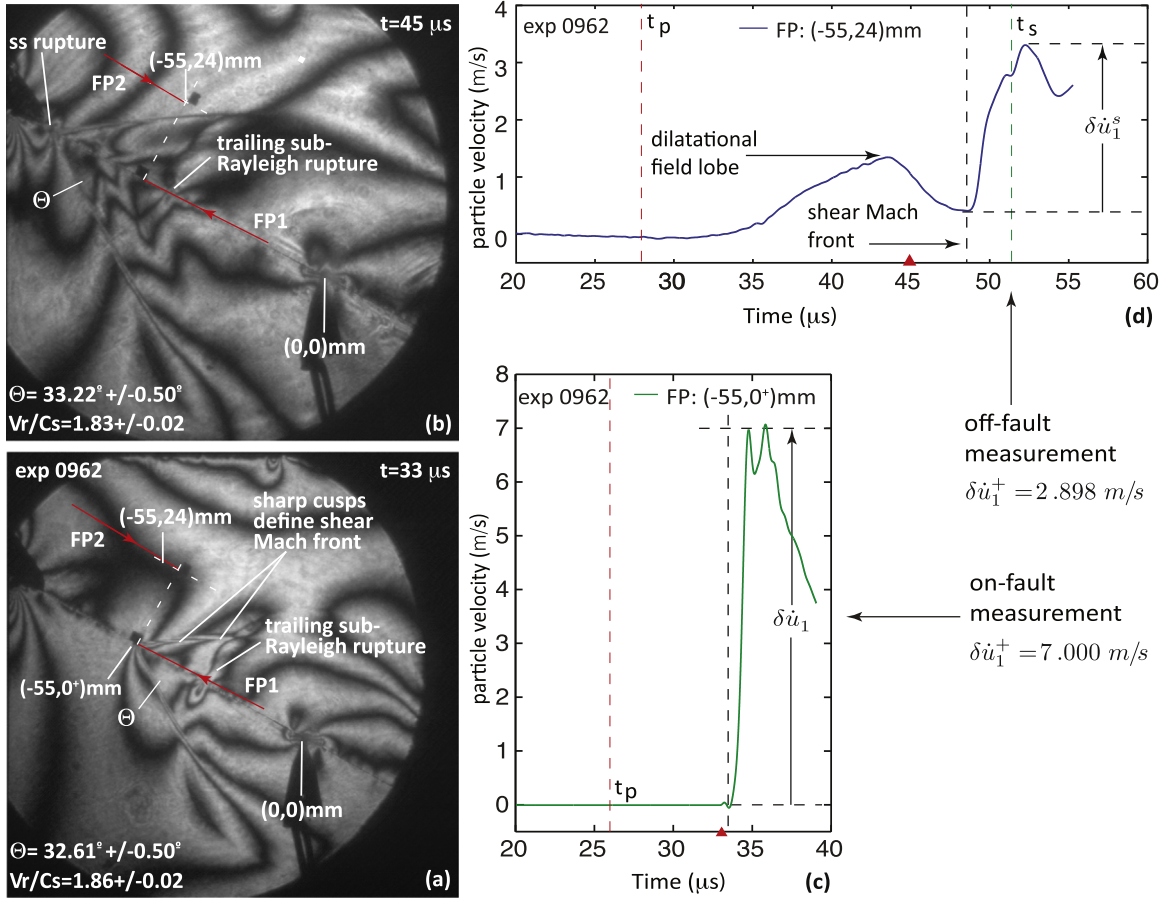 t=45 μs
ss rupture
(-55,24)mm
FP2
trailing sub-
Rayleigh rupture
Θ
FP1
(0,0)mm
Θ= 33.22º +/-0.50º
Vr/Cs=1.83+/-0.02
(b)
exp 0962
t=33 μs
sharp cusps
define shear
Mach front
(-55,24)mm
FP2
trailing sub-
Rayleigh rupture
(-55,0⁺)mm
FP1
Θ
(0,0)mm
Θ= 32.61º +/-0.50º
Vr/Cs=1.86+/-0.02
(a)
4
3
2
1
0
particle velocity (m/s)
exp 0962
tₚ
FP: (-55,24)mm
tₛ
dilatational
field lobe
shear Mach
front
δu̇₁ˢ
20 25 30 35 40 45 50 55 60
Time (μs)
(d)
8
7
6
5
4
3
2
1
0
particle velocity (m/s)
exp 0962
FP: (-55,0⁺)mm
δu̇₁
tₚ
20 25 30 35 40
Time (μs)
(c)
off-fault
measurement
δu̇₁⁺ = 2.898 m/s
on-fault
measurement
δu̇₁⁺ = 7.000 m/s